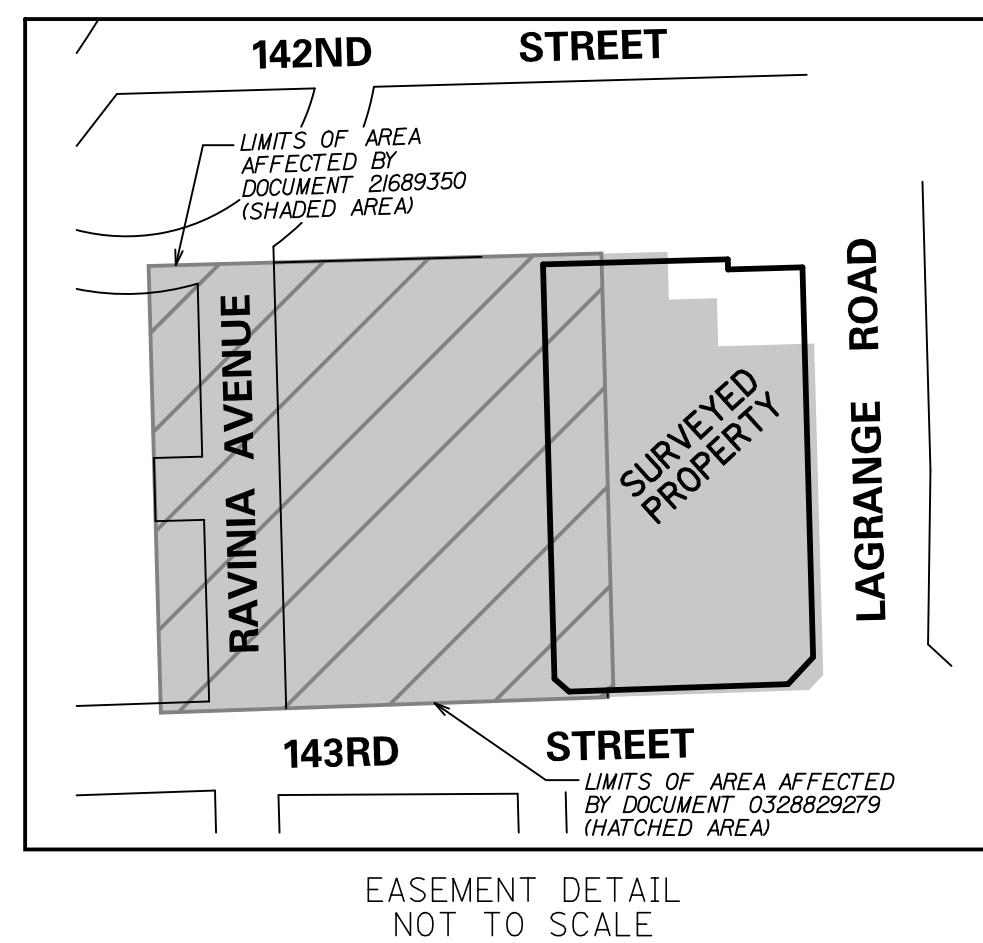 142ND STREET
LIMITS OF AREA
AFFECTED BY
DOCUMENT 21689350
(SHADED AREA)
RAVINIA AVENUE
SURVEYED
PROPERTY
LAGRANGE ROAD
143RD STREET
LIMITS OF AREA AFFECTED
BY DOCUMENT 0328829279
(HATCHED AREA)
EASEMENT DETAIL
NOT TO SCALE